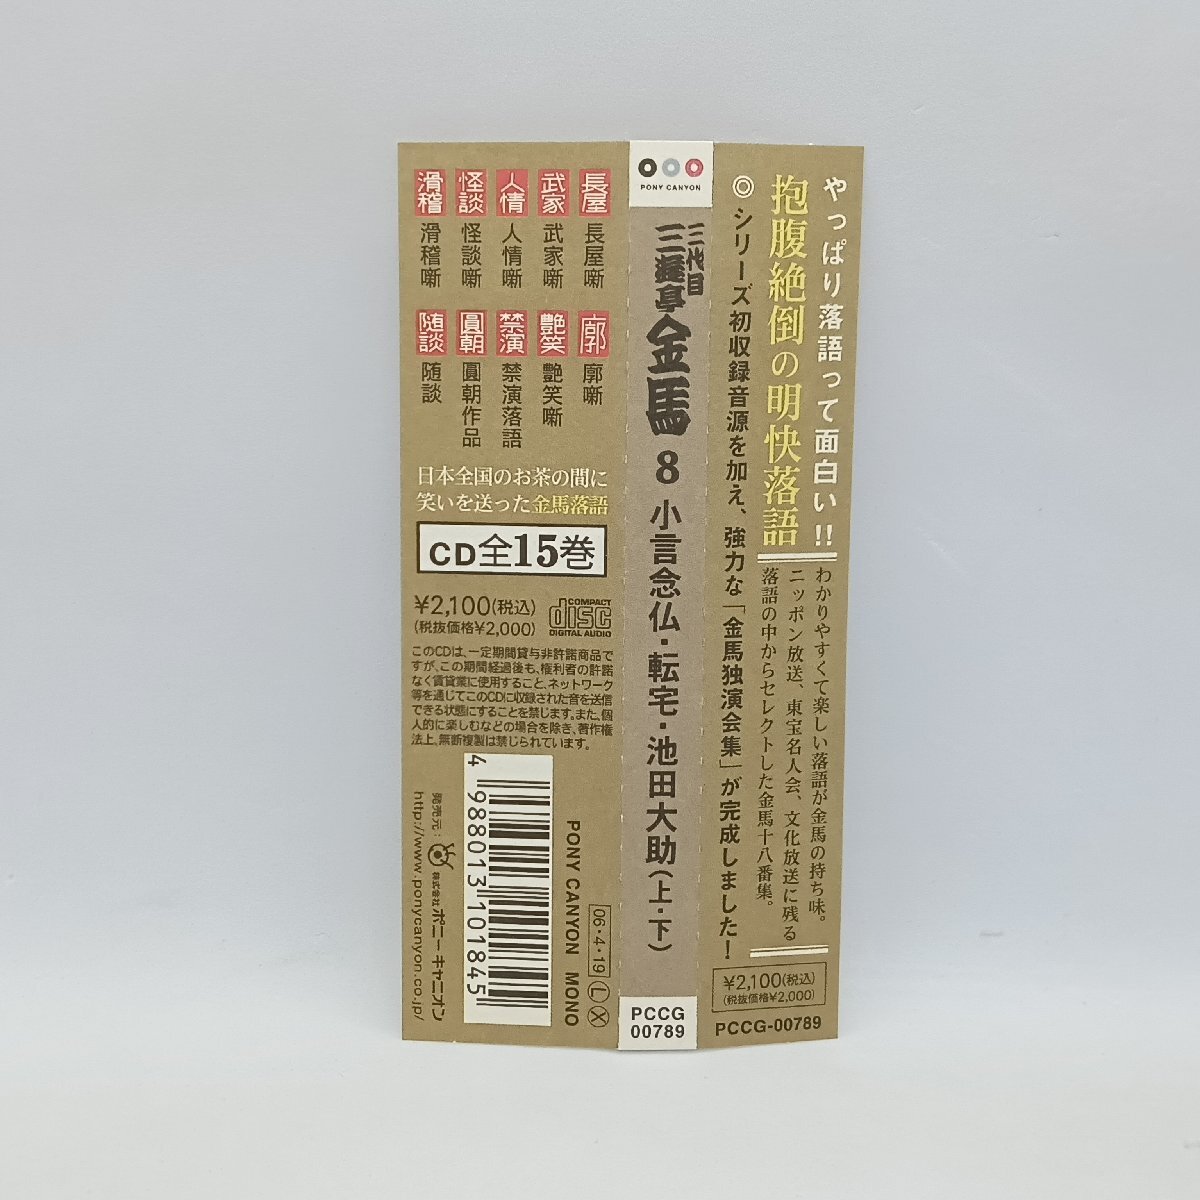 やっぱり落語って面白い!!
抱腹絶倒の明快落語
◎シリーズ初収録音源を加え、強力な「金馬独演会集」が完成しました!
わかりやすくて楽しい落語が金馬の持ち味。
ニッポン放送、東宝名人会、文化放送に残る
落語の中からセレクトした金馬十八番集。
¥2,100(税込)
(税抜価格¥2,000)
PCCG-00789
PONY CANYON
三代目
三遊亭金馬 8 小言念仏・転宅・池田大助(上・下)
PCCG
00789
長屋 長屋噺
武家 武家噺
人情 人情噺
怪談 怪談噺
滑稽 滑稽噺
廓 廓噺
艶笑 艶笑噺
禁演 禁演落語
圓朝 圓朝作品
随談 随談
日本全国のお茶の間に
笑いを送った金馬落語
CD全15巻
¥2,100(税込)
(税抜価格¥2,000)
COMPACT
disc
DIGITAL AUDIO
このCDは、一定期間貸与非許諾商品で
すが、この期間経過後も、権利者の許諾
なく賃貸業に使用すること、ネットワーク
等を通じてこのCDに収録された音を送信
できる状態にすることを禁じます。また、個
人的に楽しむなどの場合を除き、著作権
法上、無断複製は禁じられています。
4 988013 101845
PONY CANYON MONO
06・4・19 L X
発売元: 株式会社ポニーキャニオン
http://www.ponycanyon.co.jp/